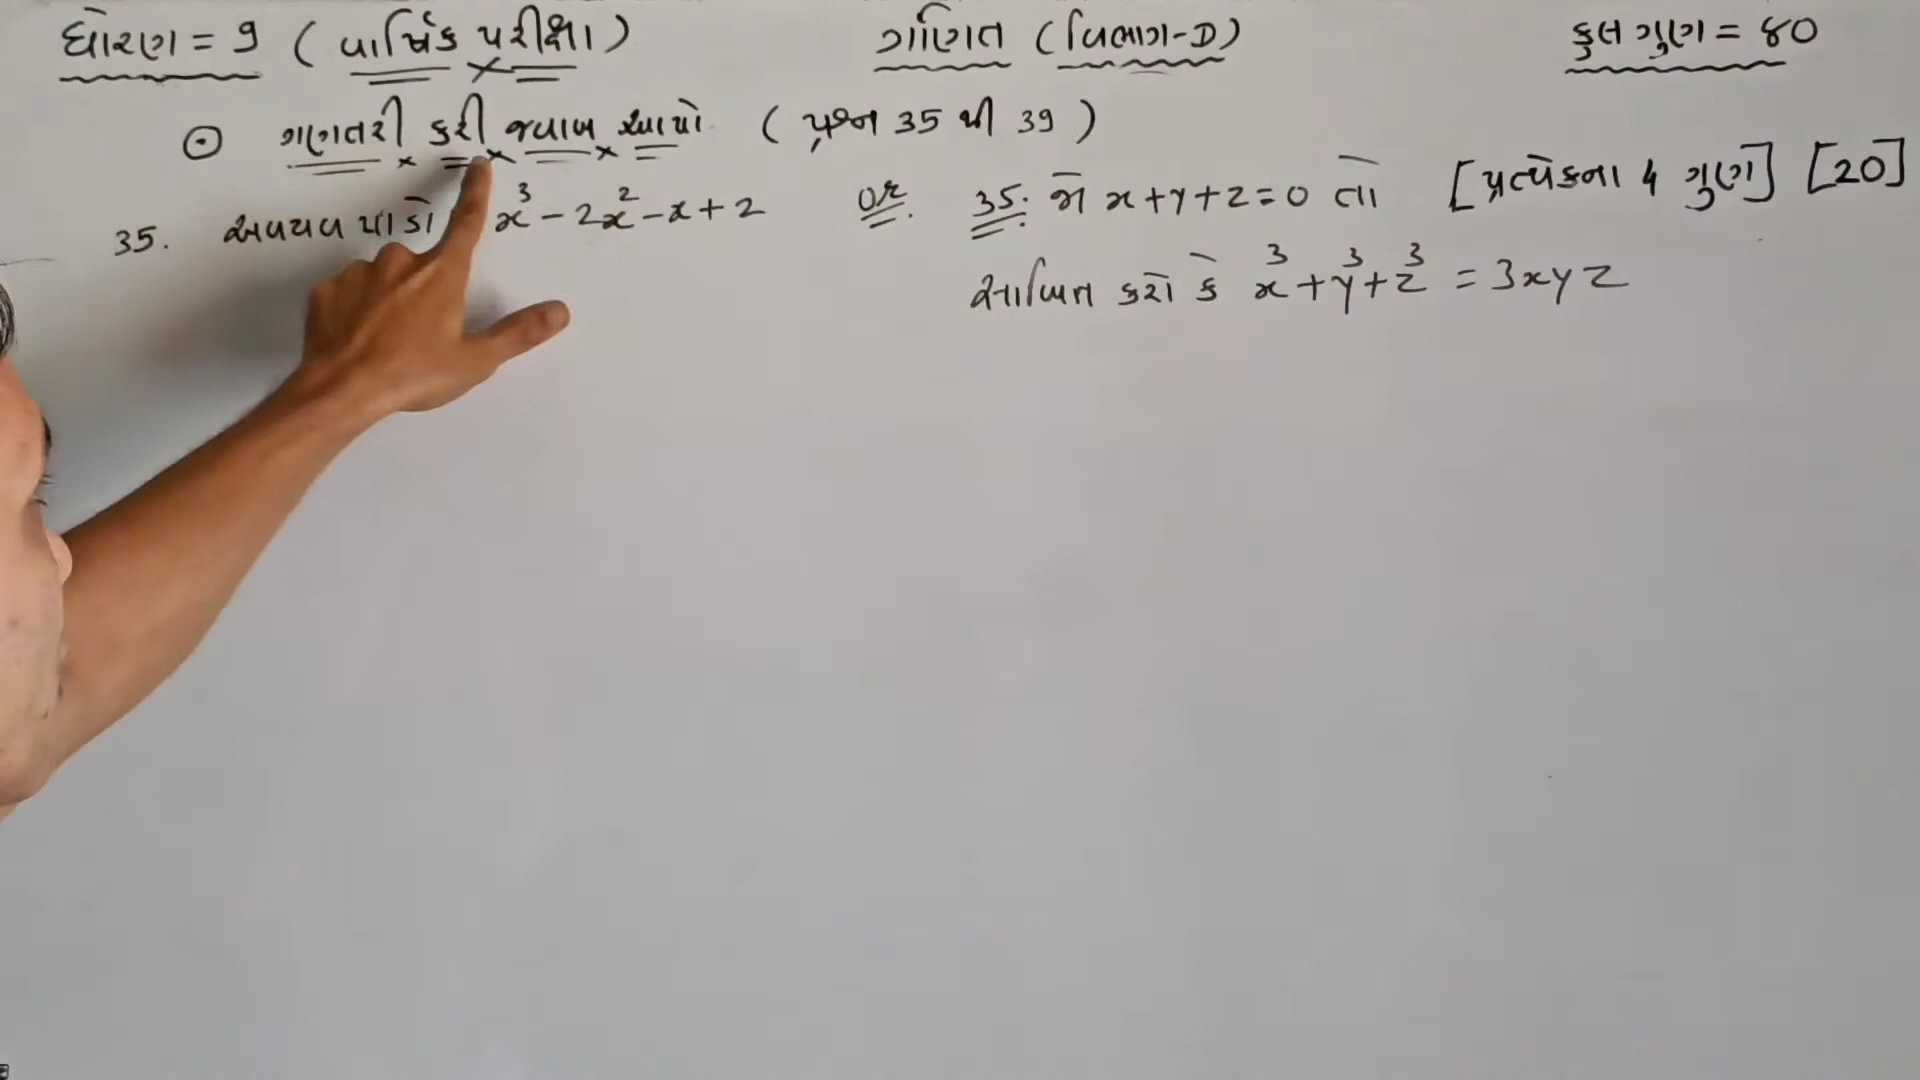 ધોરણ = 9 ( વાર્ષિક પરીક્ષા )
ગણિત ( વિભાગ-D )
કુલ ગુણ = ૪૦
⊙ ગણતરી કરી જવાબ આપો ( પ્રશ્ન 35 થી 39 )
[ પ્રત્યેકના 4 ગુણ ] [20]
35. અવયવ પાડો x³ - 2x² - x + 2
OR
35. જો x + y + z = 0 તો
સાબિત કરો કે x³ + y³ + z³ = 3xyz